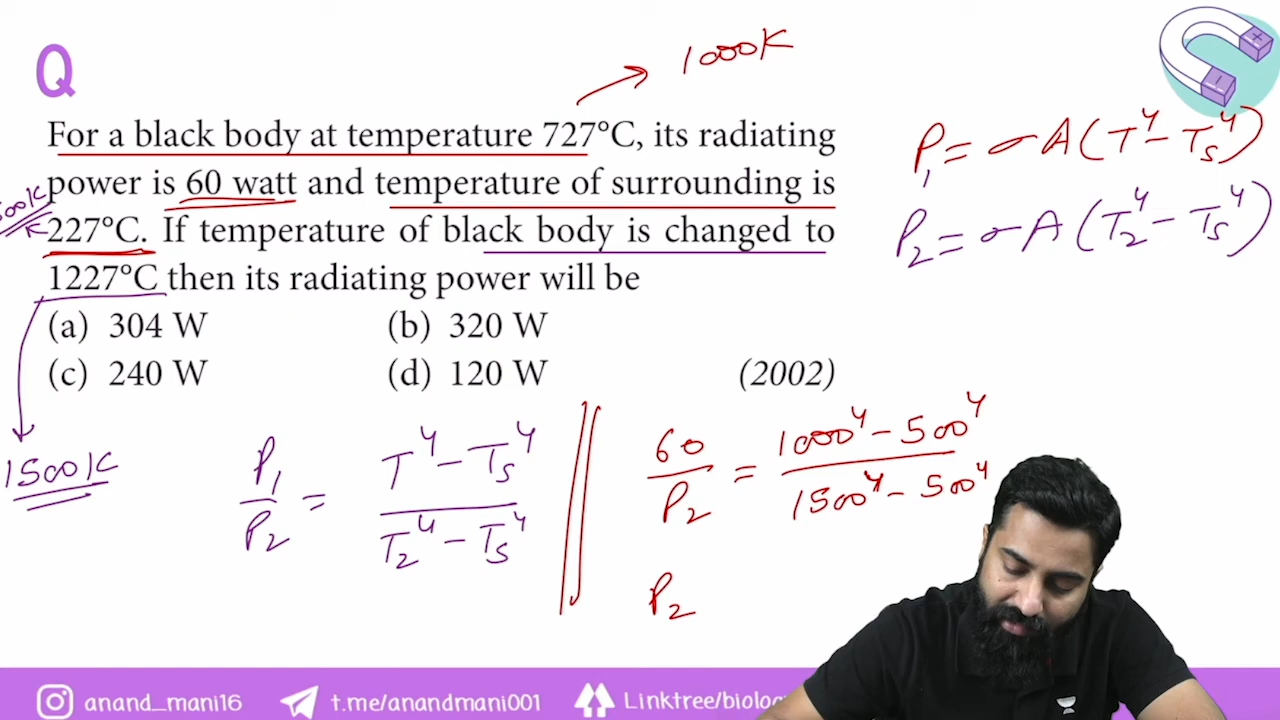 Q
1000K
For a black body at temperature 727°C, its radiating
power is 60 watt and temperature of surrounding is
227°C. If temperature of black body is changed to
1227°C then its radiating power will be
(a) 304 W (b) 320 W
(c) 240 W (d) 120 W (2002)
P₁ = σA(T⁴ – Tₛ⁴)
P₂ = σA(T₂⁴ – Tₛ⁴)
1500K
P₁/P₂ = (T⁴ – Tₛ⁴)/(T₂⁴ – Tₛ⁴)
60/P₂ = (1000⁴ – 500⁴)/(1500⁴ – 500⁴)
P₂
anand_mani16 t.me/anandmani001